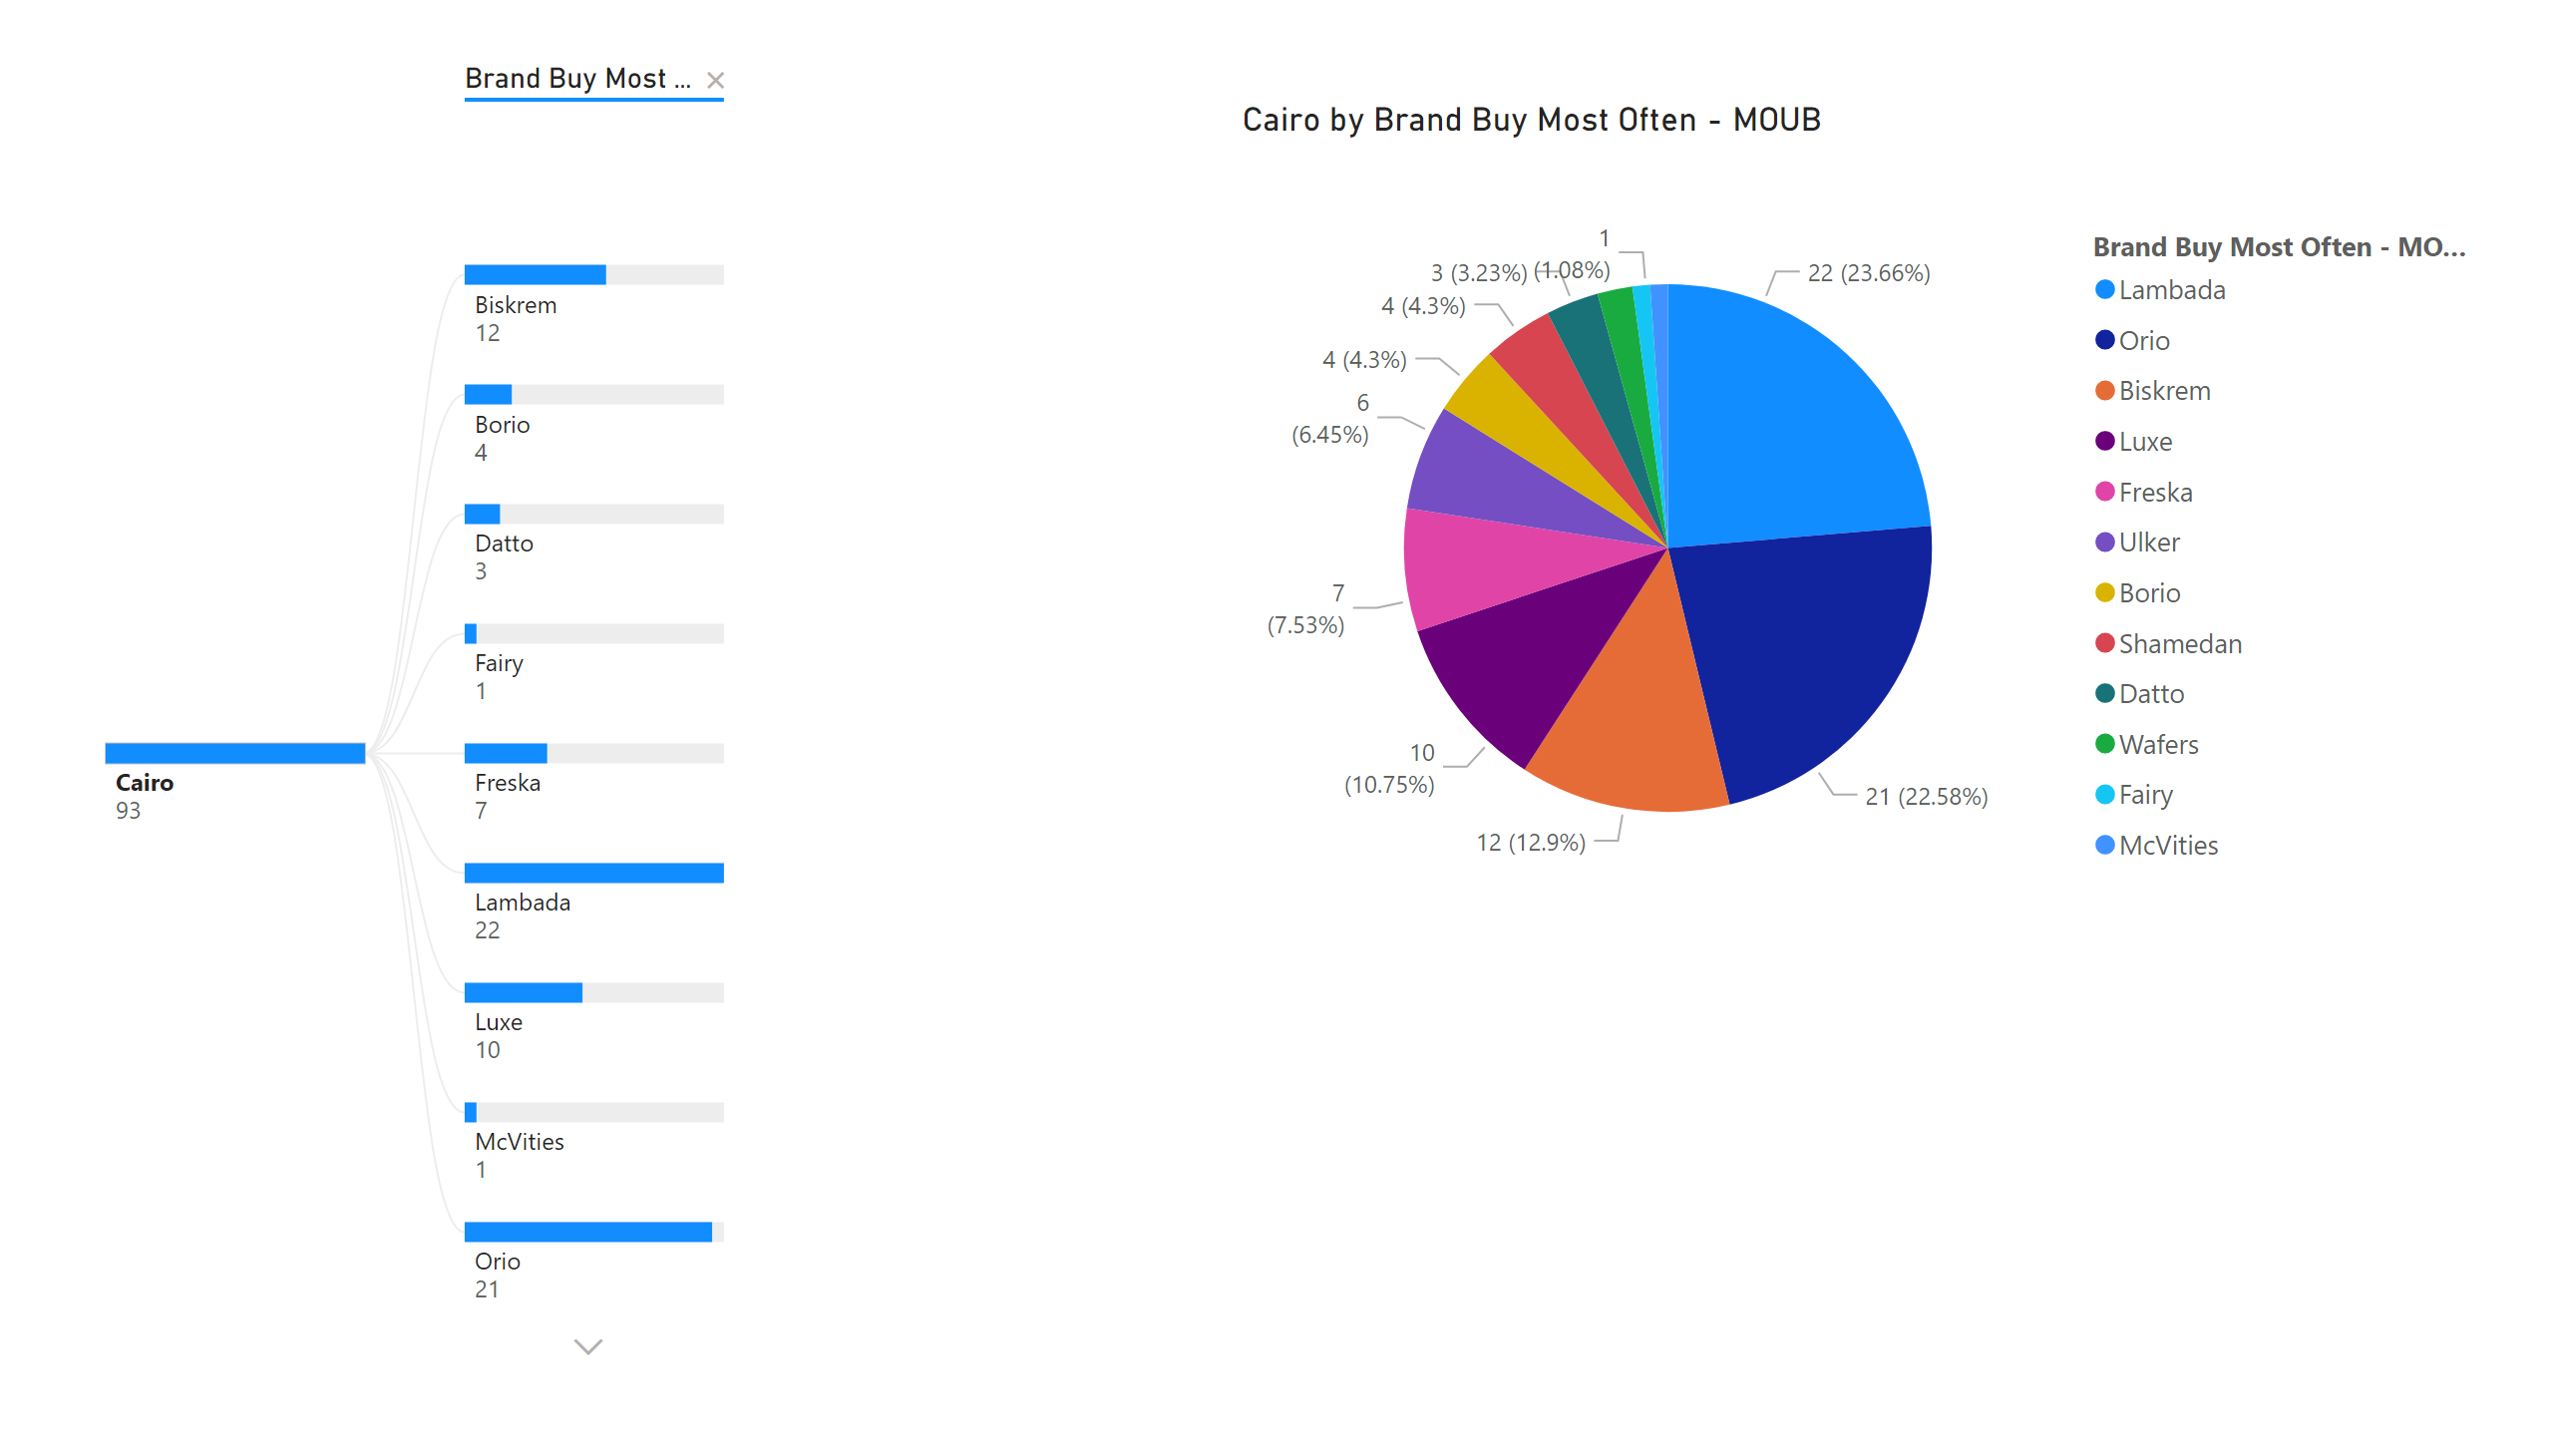 Brand Buy Most ...
Biskrem
12
Borio
4
Datto
3
Fairy
1
Cairo
93
Freska
7
Lambada
22
Luxe
10
McVities
1
Orio
21
Cairo by Brand Buy Most Often - MOUB
1
(1.08%)
3 (3.23%)
22 (23.66%)
4 (4.3%)
4 (4.3%)
6
(6.45%)
7
(7.53%)
10
(10.75%)
12 (12.9%)
21 (22.58%)
Brand Buy Most Often - MO...
Lambada
Orio
Biskrem
Luxe
Freska
Ulker
Borio
Shamedan
Datto
Wafers
Fairy
McVities